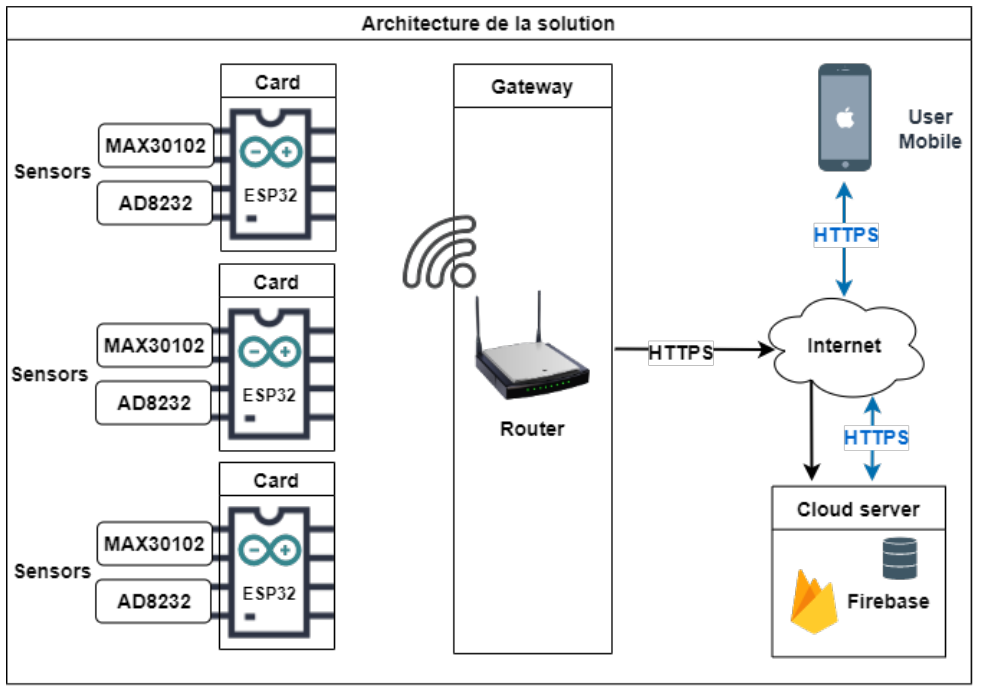 Architecture de la solution
Card
Sensors
MAX30102
AD8232
ESP32
Card
Sensors
MAX30102
AD8232
ESP32
Card
Sensors
MAX30102
AD8232
ESP32
Gateway
Router
HTTPS
User
Mobile
HTTPS
Internet
HTTPS
Cloud server
Firebase